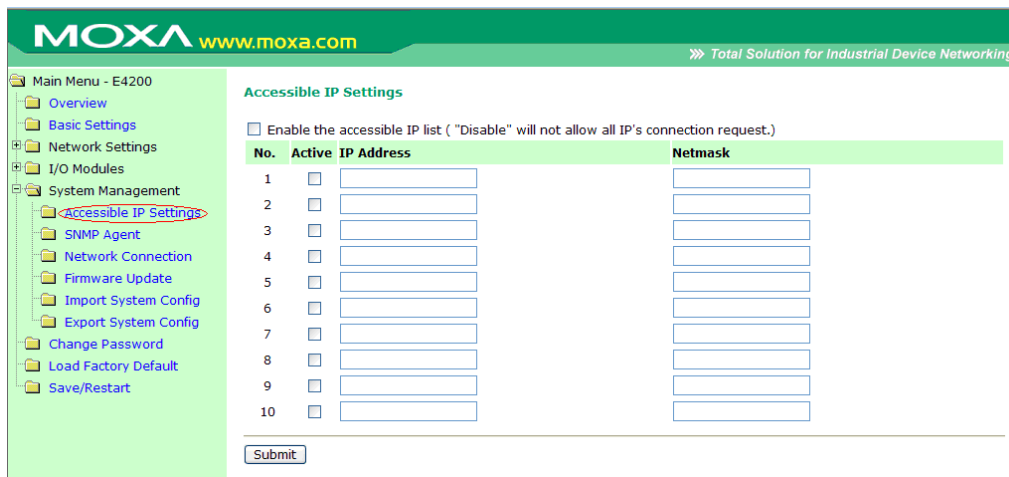 MOXA www.moxa.com
Total Solution for Industrial Device Networking
Main Menu - E4200
Overview
Basic Settings
Network Settings
I/O Modules
System Management
Accessible IP Settings
SNMP Agent
Network Connection
Firmware Update
Import System Config
Export System Config
Change Password
Load Factory Default
Save/Restart
Accessible IP Settings
Enable the accessible IP list ( "Disable" will not allow all IP's connection request.)
No. Active IP Address Netmask
1
2
3
4
5
6
7
8
9
10
Submit